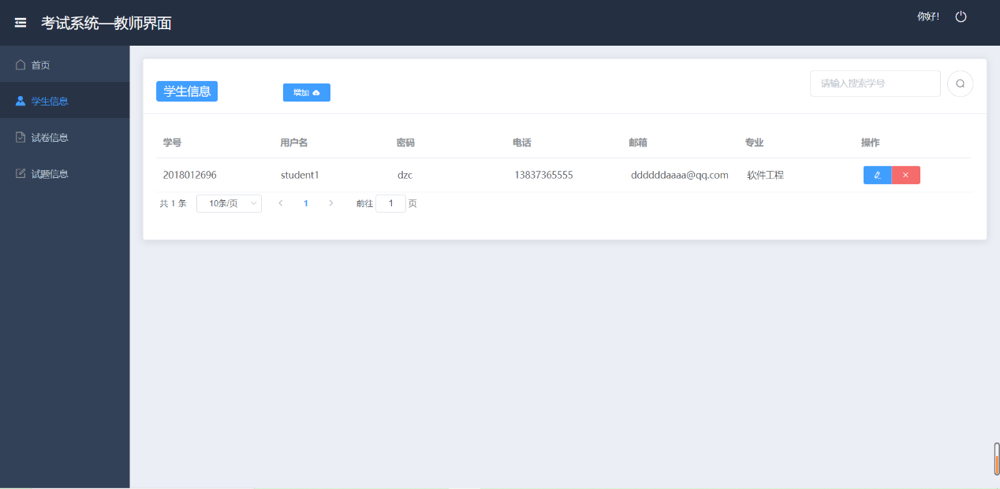 考试系统—教师界面
你好!
首页
学生信息
试卷信息
试题信息
学生信息
增加
请输入搜索学号
学号 用户名 密码 电话 邮箱 专业 操作
2018012696 student1 dzc 13837365555 ddddddaaaa@qq.com 软件工程
共 1 条 10条/页 1 前往 1 页